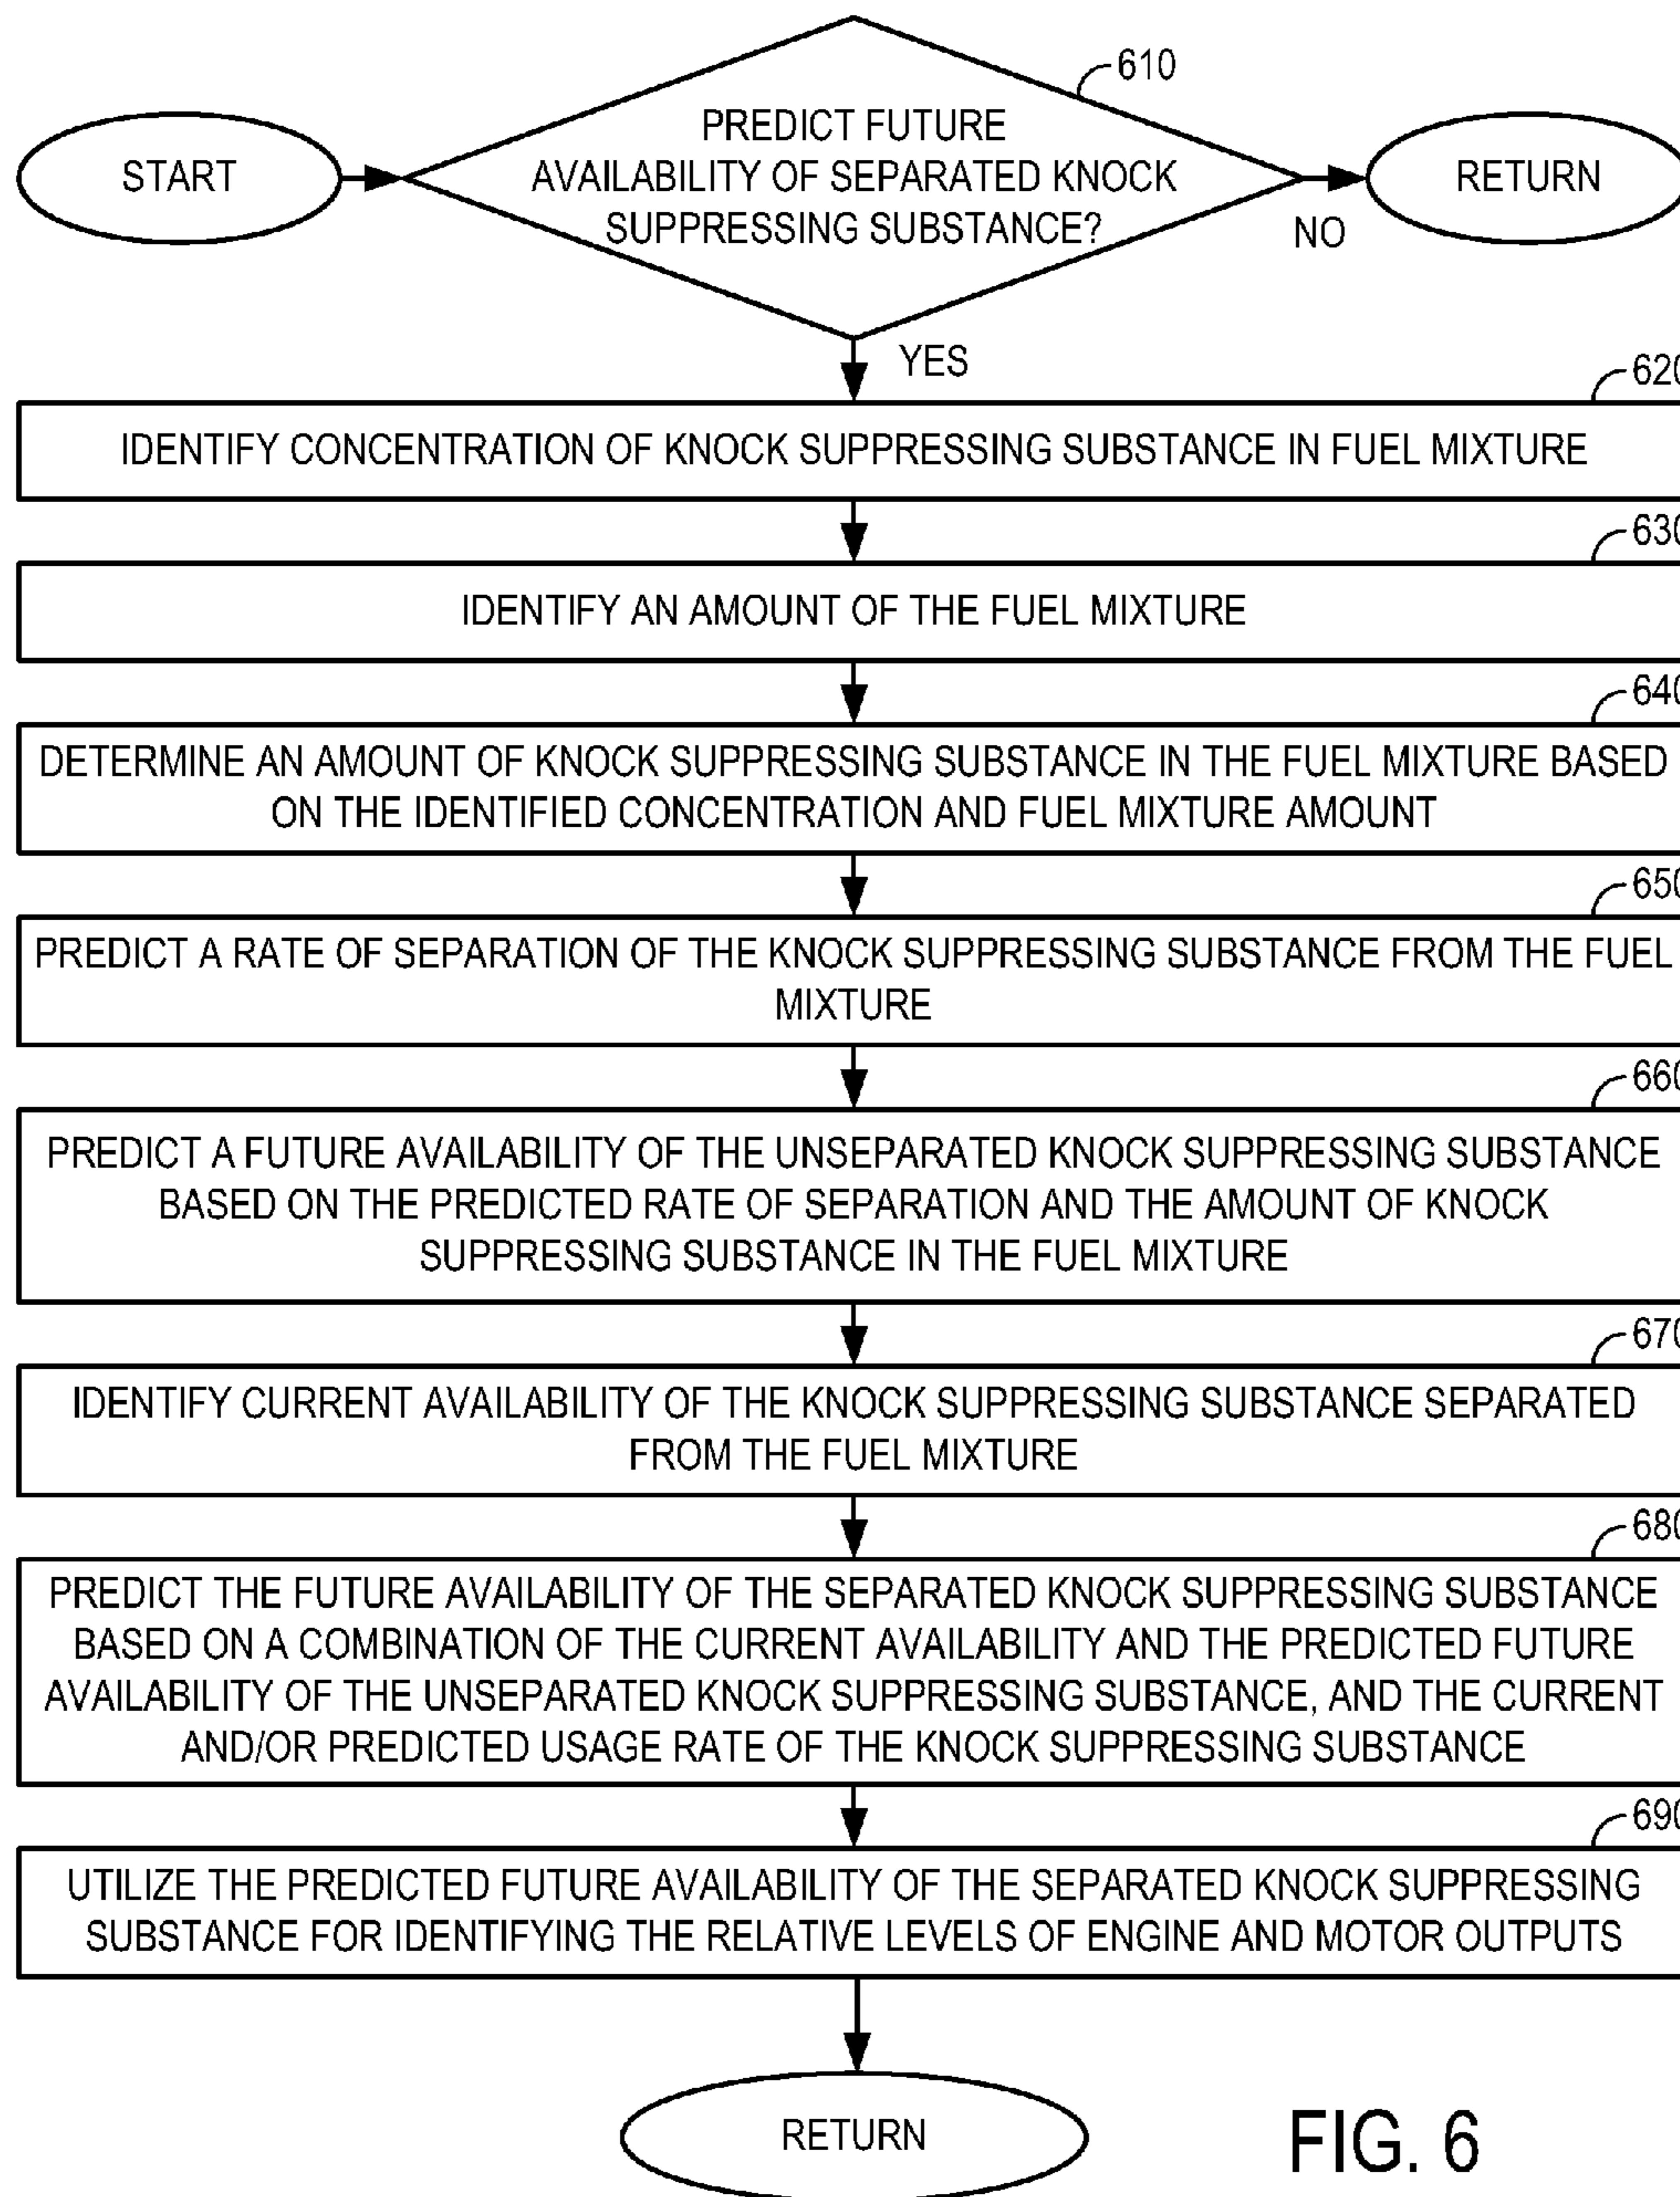 610
PREDICT FUTURE
AVAILABILITY OF SEPARATED KNOCK
SUPPRESSING SUBSTANCE?
START
RETURN
NO
YES
620
IDENTIFY CONCENTRATION OF KNOCK SUPPRESSING SUBSTANCE IN FUEL MIXTURE
630
IDENTIFY AN AMOUNT OF THE FUEL MIXTURE
640
DETERMINE AN AMOUNT OF KNOCK SUPPRESSING SUBSTANCE IN THE FUEL MIXTURE BASED
ON THE IDENTIFIED CONCENTRATION AND FUEL MIXTURE AMOUNT
650
PREDICT A RATE OF SEPARATION OF THE KNOCK SUPPRESSING SUBSTANCE FROM THE FUEL
MIXTURE
660
PREDICT A FUTURE AVAILABILITY OF THE UNSEPARATED KNOCK SUPPRESSING SUBSTANCE
BASED ON THE PREDICTED RATE OF SEPARATION AND THE AMOUNT OF KNOCK
SUPPRESSING SUBSTANCE IN THE FUEL MIXTURE
670
IDENTIFY CURRENT AVAILABILITY OF THE KNOCK SUPPRESSING SUBSTANCE SEPARATED
FROM THE FUEL MIXTURE
680
PREDICT THE FUTURE AVAILABILITY OF THE SEPARATED KNOCK SUPPRESSING SUBSTANCE
BASED ON A COMBINATION OF THE CURRENT AVAILABILITY AND THE PREDICTED FUTURE
AVAILABILITY OF THE UNSEPARATED KNOCK SUPPRESSING SUBSTANCE, AND THE CURRENT
AND/OR PREDICTED USAGE RATE OF THE KNOCK SUPPRESSING SUBSTANCE
690
UTILIZE THE PREDICTED FUTURE AVAILABILITY OF THE SEPARATED KNOCK SUPPRESSING
SUBSTANCE FOR IDENTIFYING THE RELATIVE LEVELS OF ENGINE AND MOTOR OUTPUTS
RETURN
FIG. 6